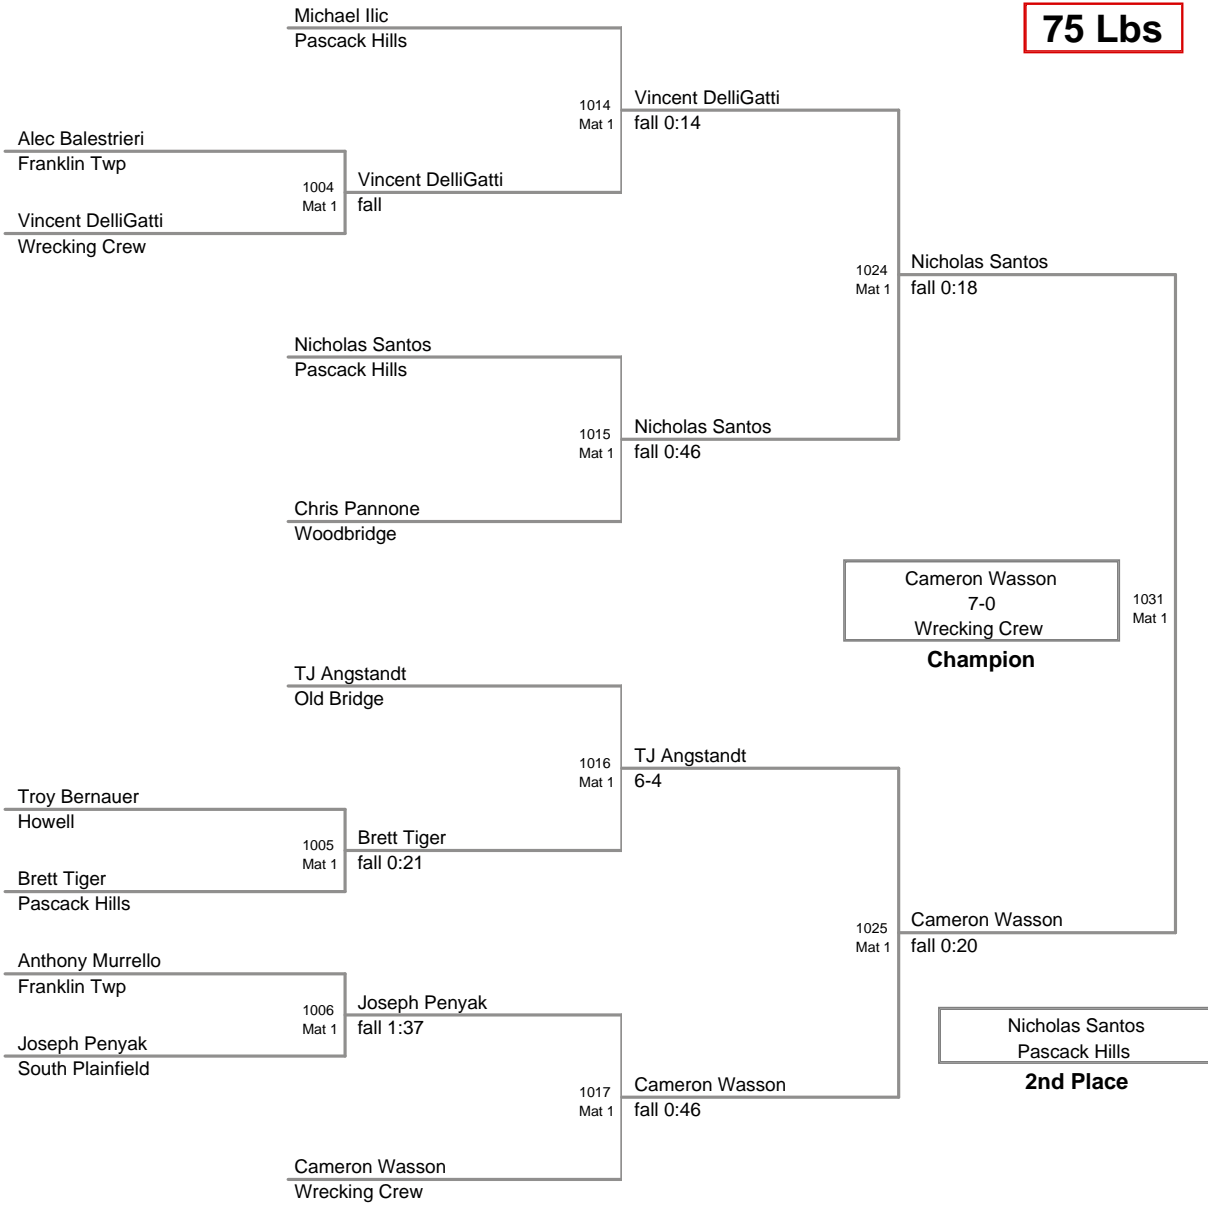 Michael Ilic
Pascack Hills
75 Lbs
1014
Mat 1
Vincent DelliGatti
fall 0:14
Alec Balestrieri
Franklin Twp
1004
Mat 1
Vincent DelliGatti
fall
Vincent DelliGatti
Wrecking Crew
1024
Mat 1
Nicholas Santos
fall 0:18
Nicholas Santos
Pascack Hills
1015
Mat 1
Nicholas Santos
fall 0:46
Chris Pannone
Woodbridge
Cameron Wasson
7-0
Wrecking Crew
Champion
1031
Mat 1
TJ Angstandt
Old Bridge
1016
Mat 1
TJ Angstandt
6-4
Troy Bernauer
Howell
1005
Mat 1
Brett Tiger
fall 0:21
Brett Tiger
Pascack Hills
1025
Mat 1
Cameron Wasson
fall 0:20
Anthony Murrello
Franklin Twp
1006
Mat 1
Joseph Penyak
fall 1:37
Joseph Penyak
South Plainfield
Nicholas Santos
Pascack Hills
2nd Place
1017
Mat 1
Cameron Wasson
fall 0:46
Cameron Wasson
Wrecking Crew